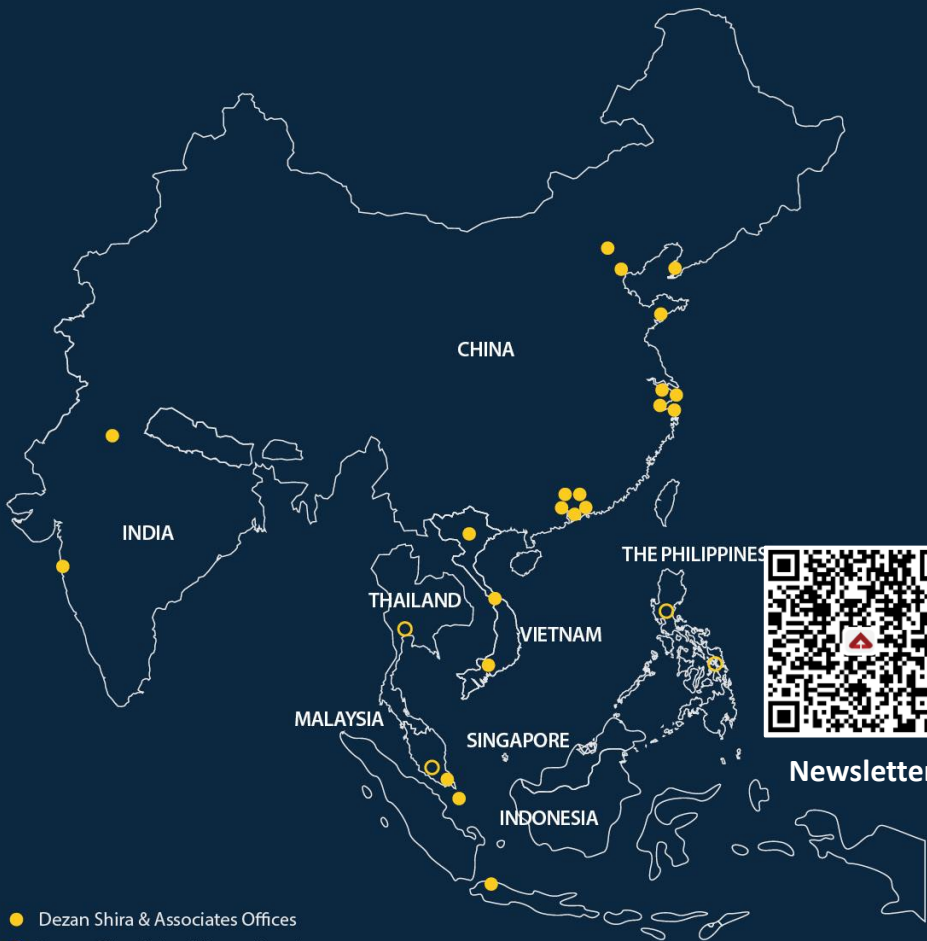 CHINA
INDIA
THE PHILIPPINES
THAILAND
VIETNAM
MALAYSIA
SINGAPORE
Newsletter
INDONESIA
Dezan Shira & Associates Offices